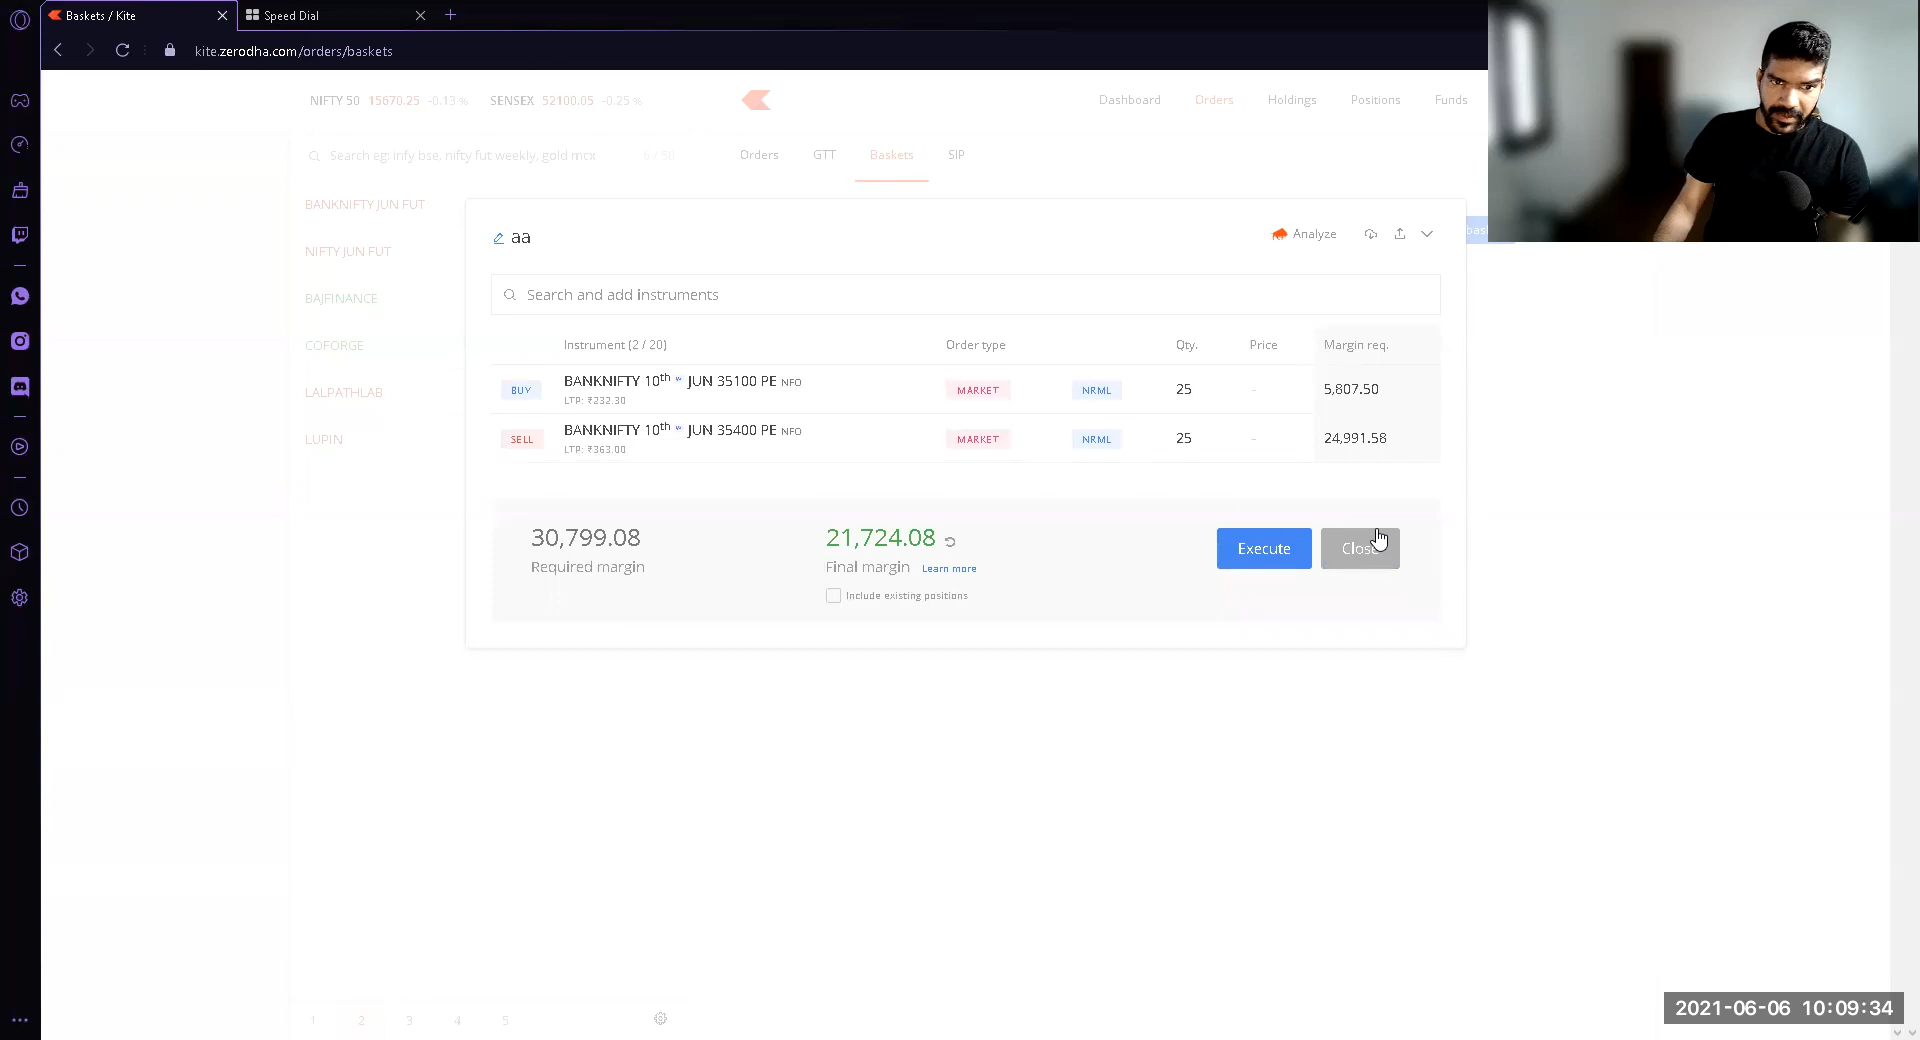 Baskets / Kite
Speed Dial
kite.zerodha.com/orders/baskets
NIFTY 50 15670.25 -0.13 % SENSEX 52100.05 -0.25 %
Dashboard Orders Holdings Positions Funds
Search eg: infy bse, nifty fut weekly, gold mcx 6 / 50
Orders GTT Baskets SIP
BANKNIFTY JUN FUT
NIFTY JUN FUT
BAJFINANCE
COFORGE
LALPATHLAB
LUPIN
aa
Analyze
bas
Search and add instruments
Instrument (2 / 20) Order type Qty. Price Margin req.
BUY BANKNIFTY 10th w JUN 35100 PE NFO MARKET NRML 25 - 5,807.50
LTP: ₹232.30
SELL BANKNIFTY 10th w JUN 35400 PE NFO MARKET NRML 25 - 24,991.58
LTP: ₹363.00
30,799.08 21,724.08
Required margin Final margin Learn more
Include existing positions
Execute Close
1 2 3 4 5
2021-06-06 10:09:34